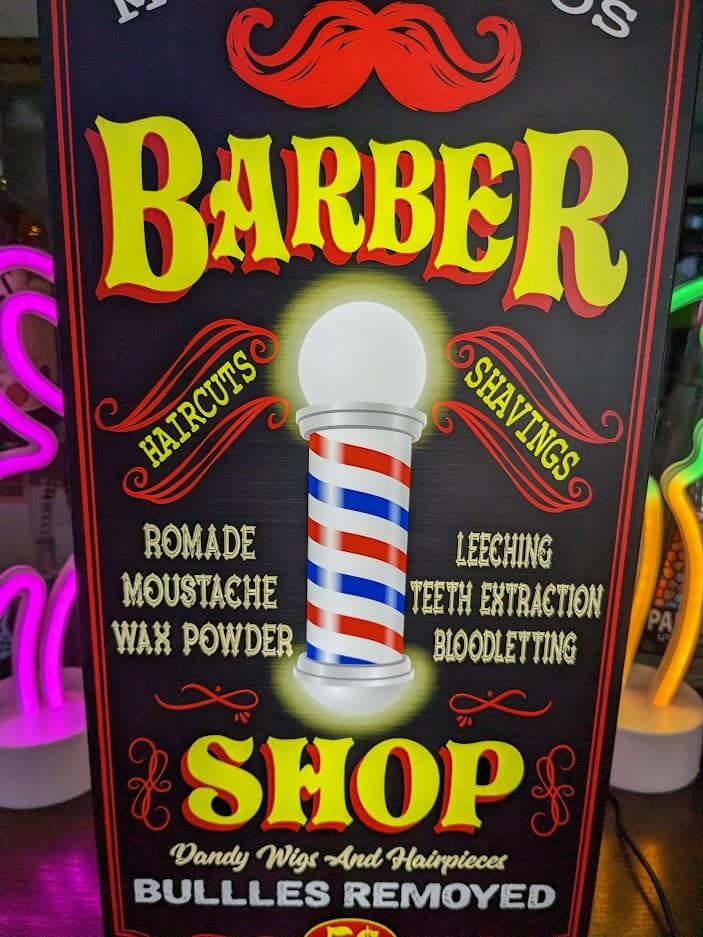 BARBER
HAIRCUTS
SHAVINGS
ROMADE
MOUSTACHE
WAX POWDER
LEECHING
TEETH EXTRACTION
BLOODLETTING
SHOP
Dandy Wigs And Hairpieces
BULLLES REMOYED